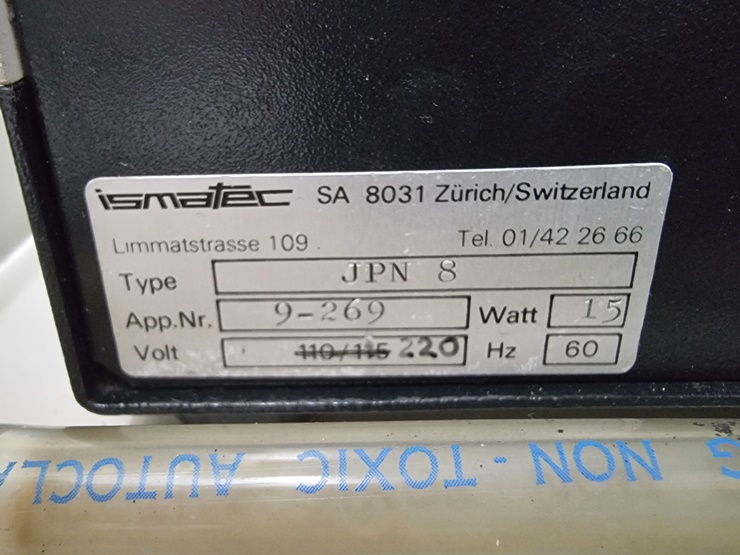 ismatec SA 8031 Zürich/Switzerland
Limmatstrasse 109 Tel. 01/42 26 66
Type JPN 8
App.Nr. 9-269 Watt 15
Volt 110/115 220 Hz 60
G NON-TOXIC AUTOCLA